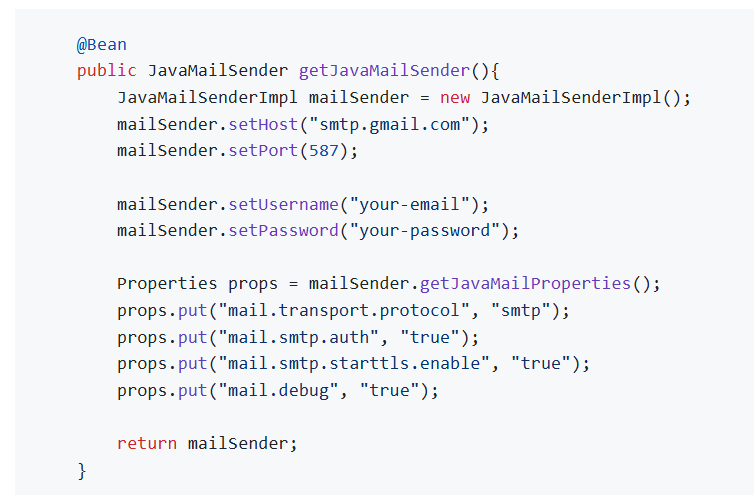 @Bean
public JavaMailSender getJavaMailSender(){
    JavaMailSenderImpl mailSender = new JavaMailSenderImpl();
    mailSender.setHost("smtp.gmail.com");
    mailSender.setPort(587);

    mailSender.setUsername("your-email");
    mailSender.setPassword("your-password");

    Properties props = mailSender.getJavaMailProperties();
    props.put("mail.transport.protocol", "smtp");
    props.put("mail.smtp.auth", "true");
    props.put("mail.smtp.starttls.enable", "true");
    props.put("mail.debug", "true");

    return mailSender;
}